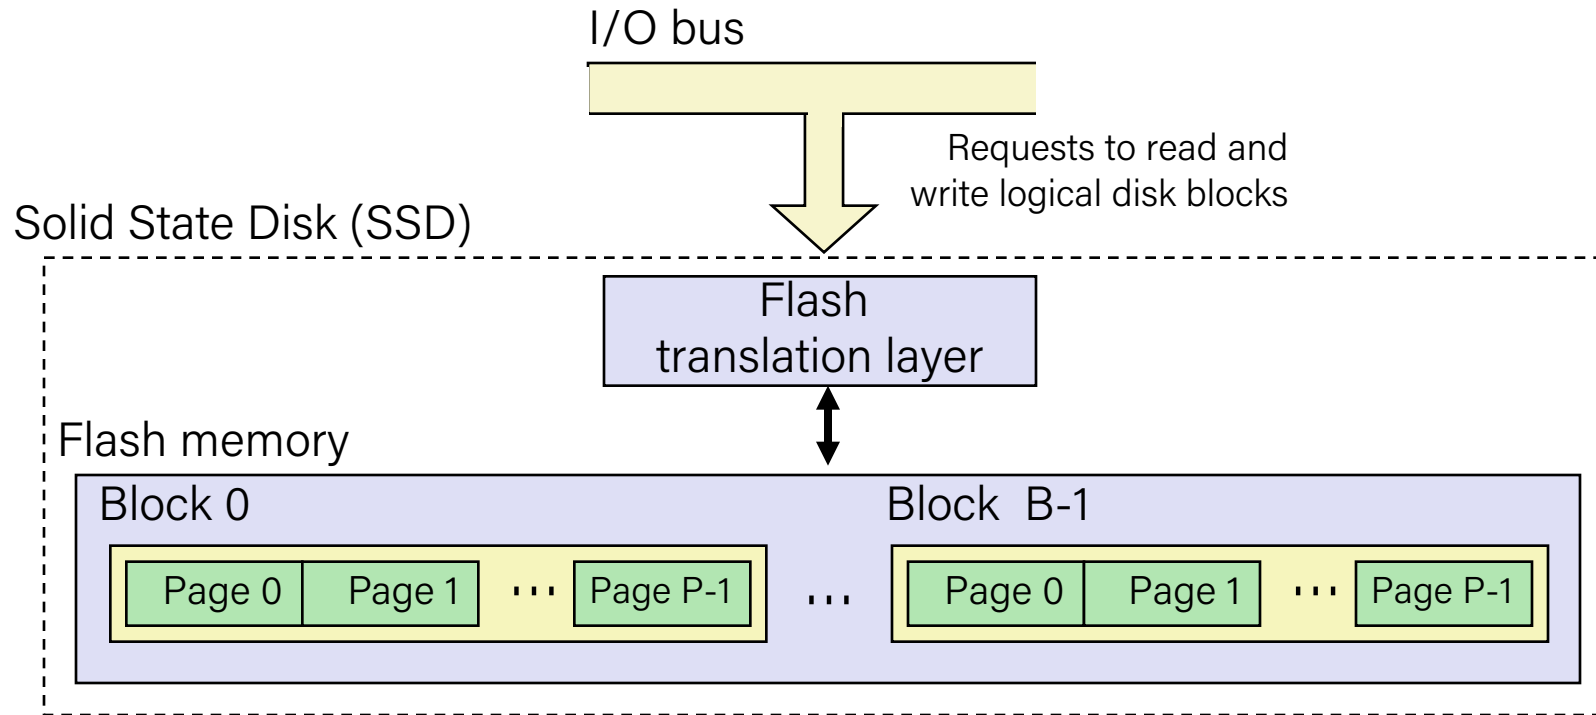 I/O bus
Requests to read and
write logical disk blocks
Solid State Disk (SSD)
Flash
translation layer
Flash memory
Block 0
Block B-1
Page 0 Page 1 ... Page P-1 ... Page 0 Page 1 ... Page P-1